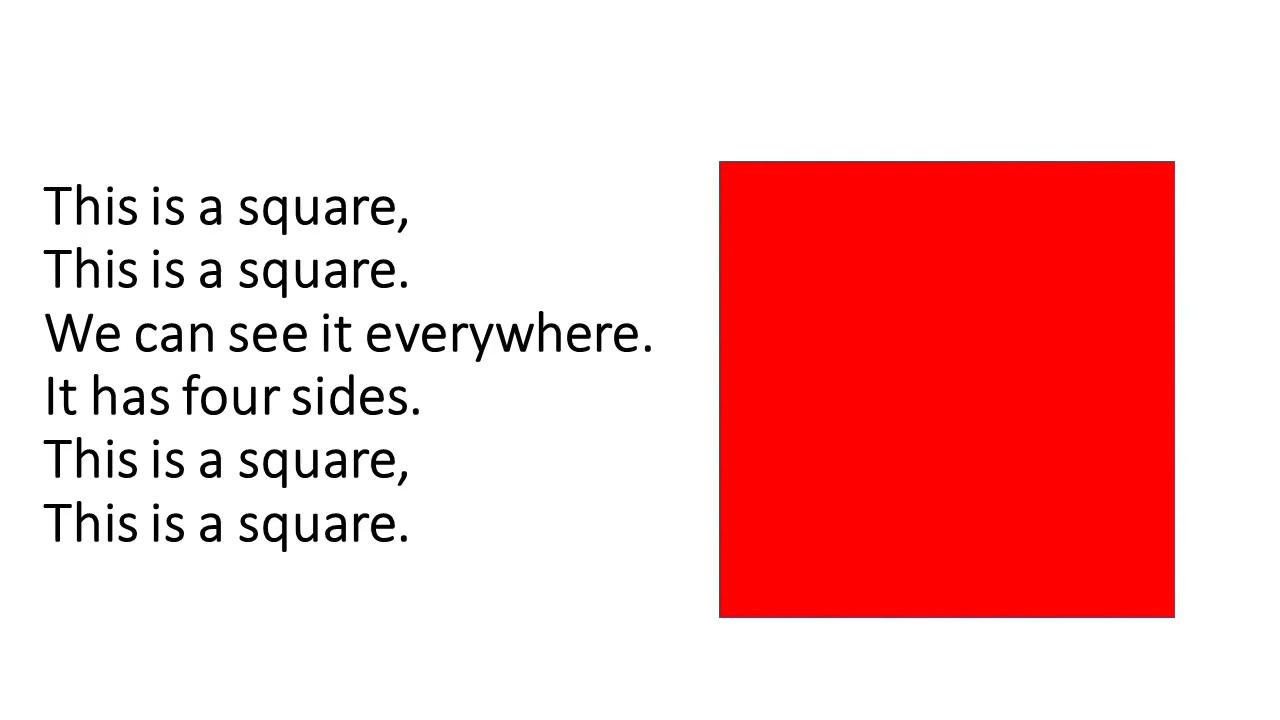 This is a square,
This is a square.
We can see it everywhere.
It has four sides.
This is a square,
This is a square.